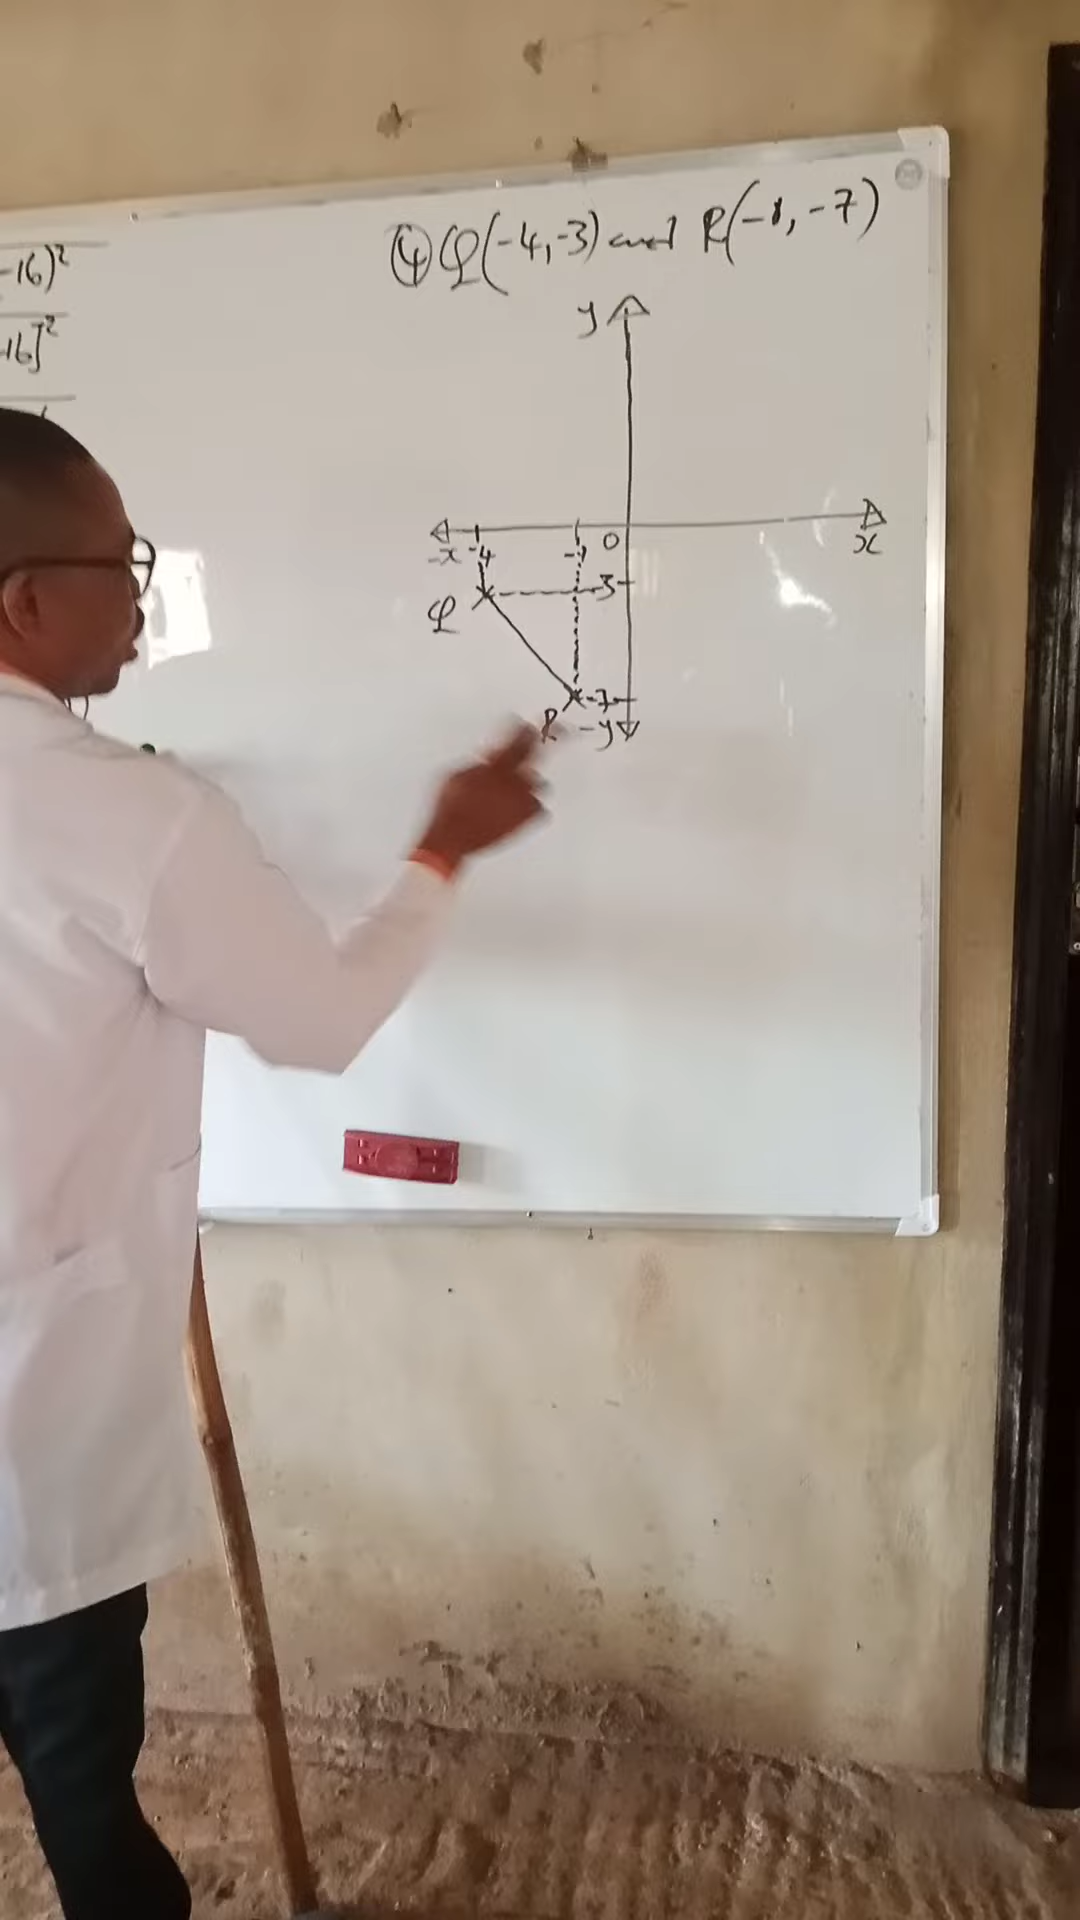 -16)²
-16]²
④ Q(-4,-3) and R(-1,-7)
y
-x -4 -1 0 x
-3
Q
-7
R -y